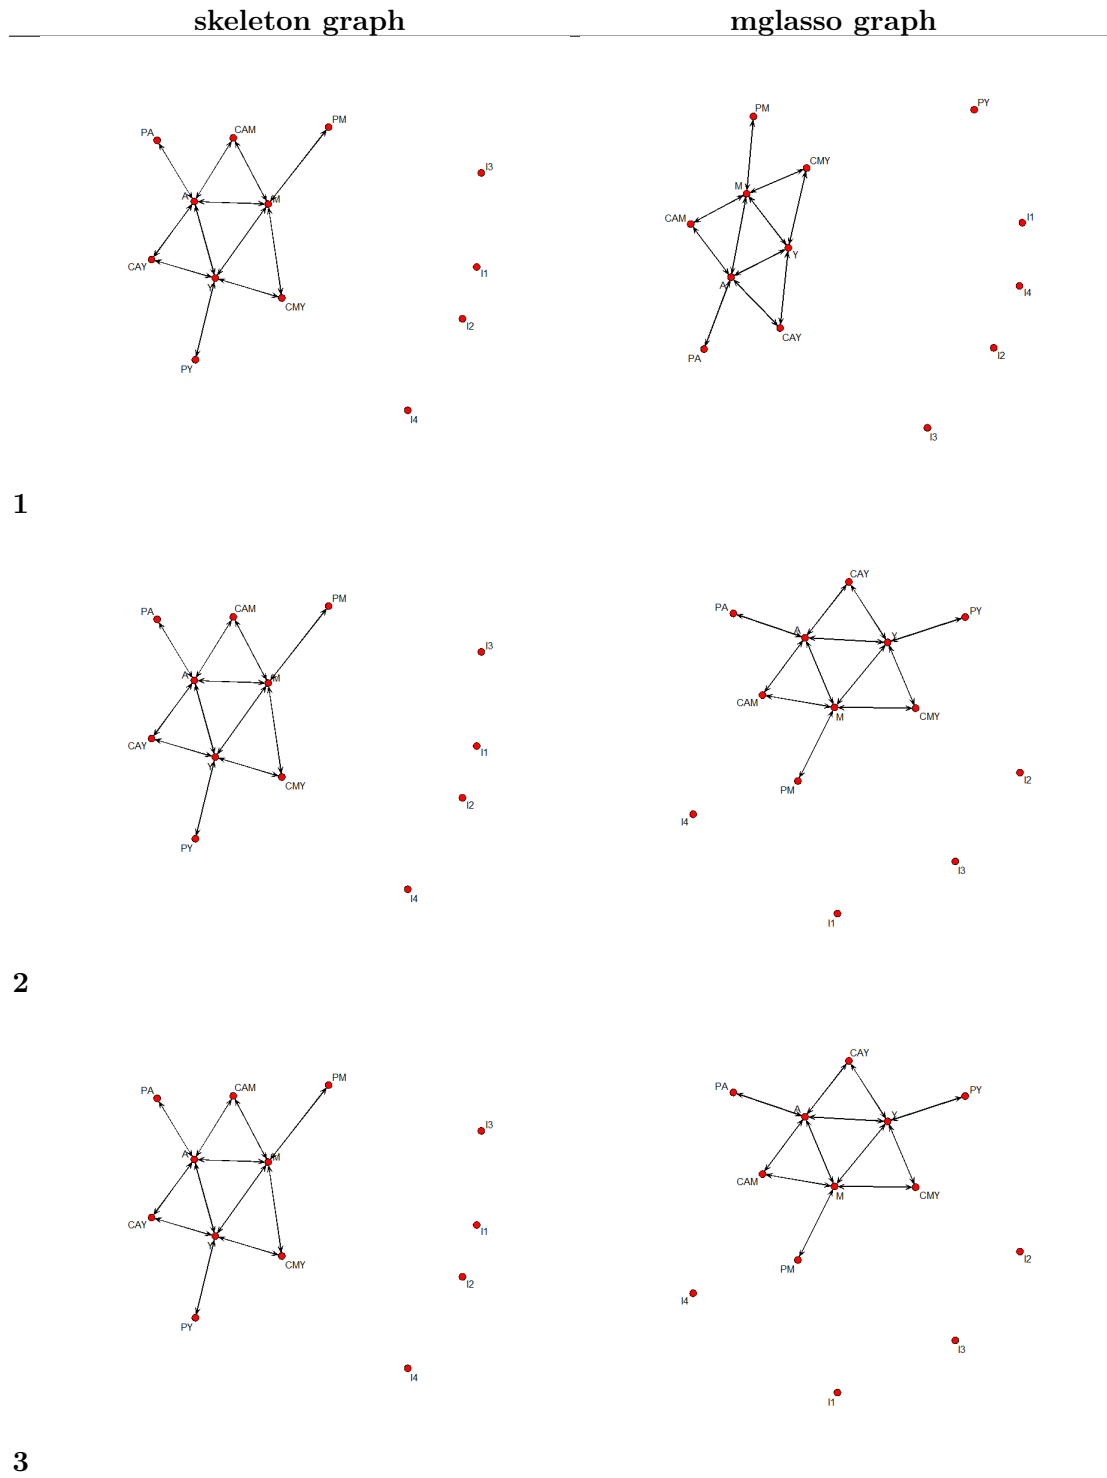 skeleton graph mglasso graph
PM PY
CAM PM
PA
I3 CMY
A M M
I1
CAM
CAY I1 Y
A I4
CMY I2
CAY I2
Y PA
PY
I4 I3
1
CAY
PM
PA CAM PA PY
I3 A Y
A M
CAM CMY
CAY I1 M
Y CMY I2 PM I2
PY I4
I3
I4 I1
2
CAY
PA CAM PM PA PY
I3 A Y
A M
CAM CMY
CAY I1 M
Y CMY I2 PM I2
PY I4
I3
I4 I1
3